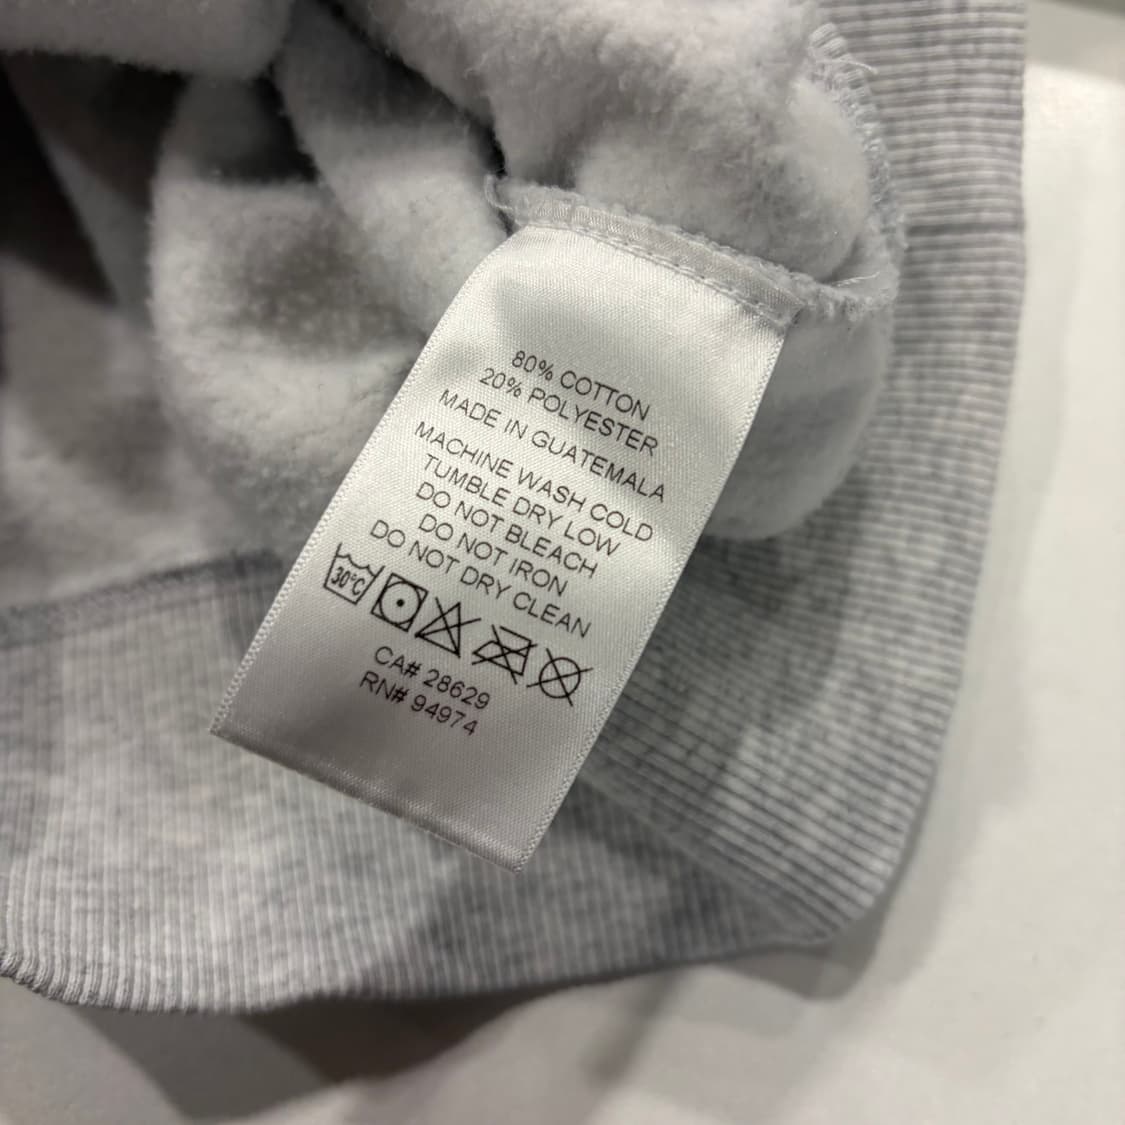 80% COTTON
20% POLYESTER
MADE IN GUATEMALA
MACHINE WASH COLD
TUMBLE DRY LOW
DO NOT BLEACH
DO NOT IRON
DO NOT DRY CLEAN
30°C
CA# 28629
RN# 94974